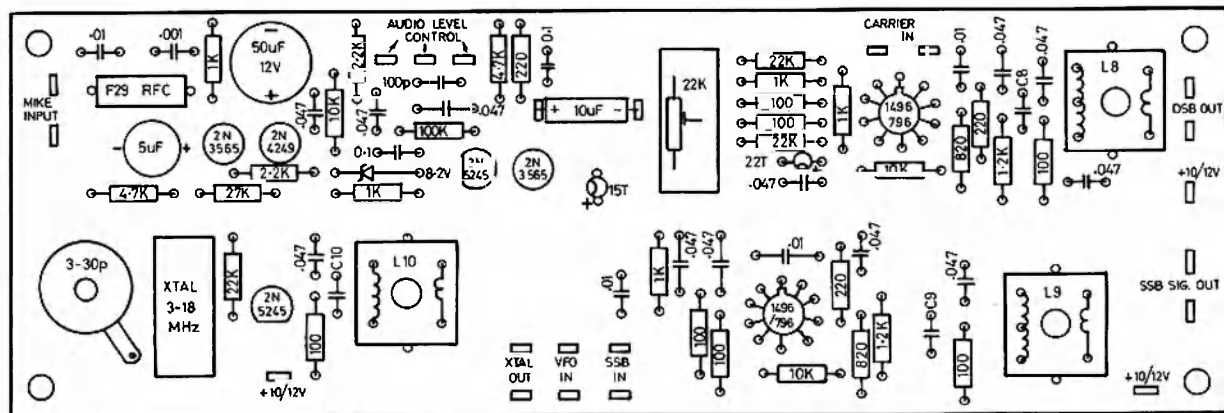 .01
.001
1K
50uF
12V
2.2K
AUDIO LEVEL
CONTROL
4.7K
220
0.1
CARRIER
IN
.01
.047
.047
MIKE
INPUT
F29 RFC
.047
10K
.047
100p
.047
100K
10uF
22K
22K
1K
100
100
22K
1K
1496
796
820
220
1.2K
C8
100
L8
DSB OUT
5uF
2N
3565
2N
4249
2.2K
0.1
8.2V
1K
2N
5245
2N
3565
15T
22T
.047
10K
.047
+10/12V
4.7K
27K
3-30p
XTAL
3-18
MHz
22K
2N
5245
.047
C10
100
L10
+10/12V
XTAL
OUT
VFO
IN
SSB
IN
.01
1K
.047
.047
100
100
.01
1496
/796
10K
220
.047
820
1.2K
C9
.047
100
L9
SSB SIG. OUT
+10/12V